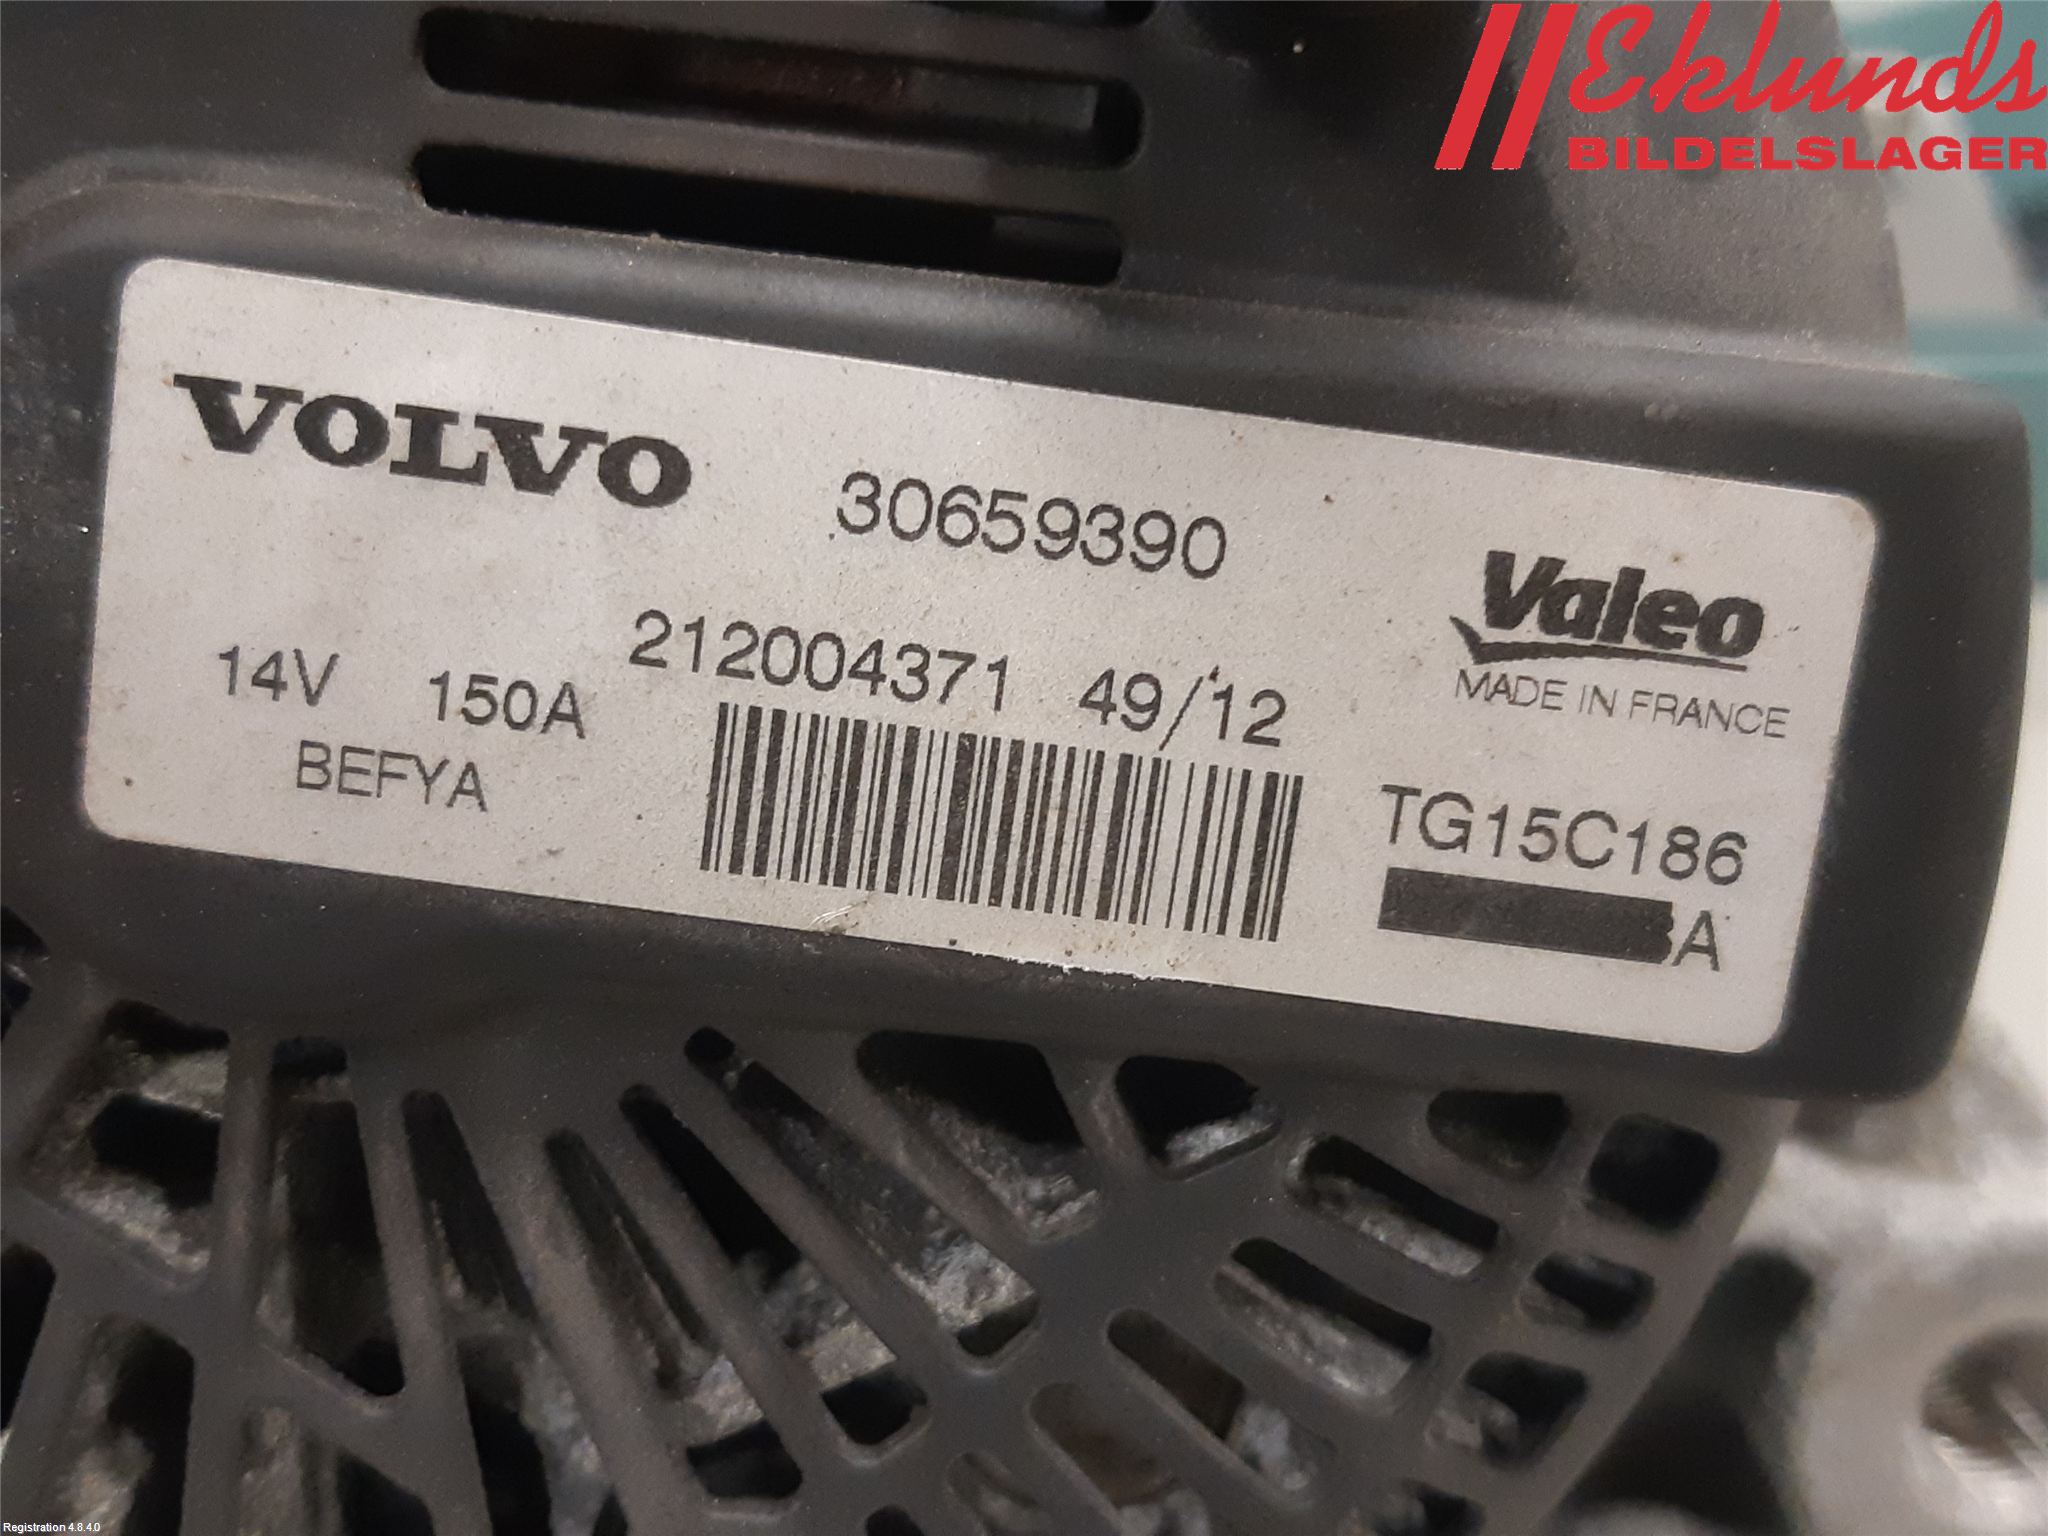 Eklunds
BILDELSLAGER
VOLVO 30659390
Valeo
MADE IN FRANCE
212004371 49/12
14V 150A
BEFYA
TG15C186
A
Registration 4.8.4.0